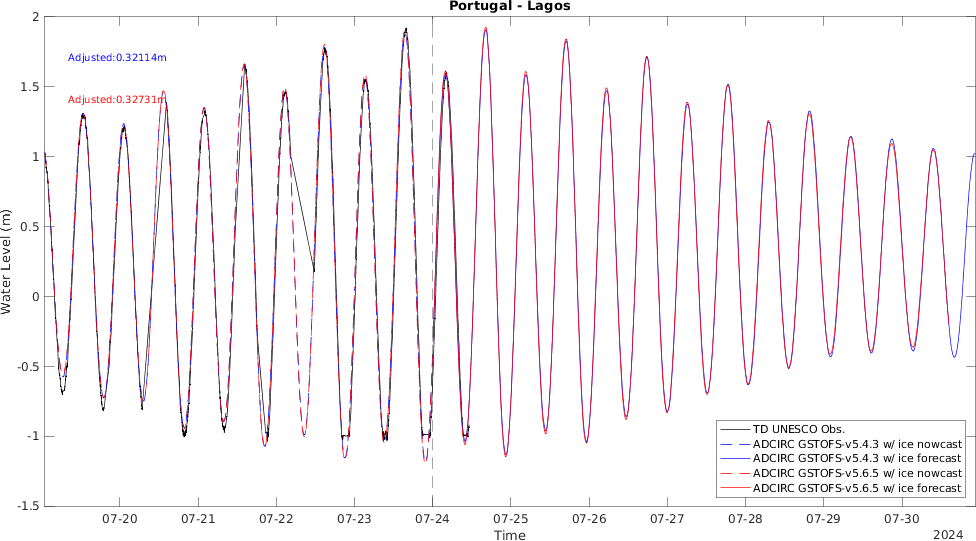 Portugal - Lagos
Adjusted:0.32114m
Adjusted:0.32731m
Water Level (m)
2
1.5
1
0.5
0
-0.5
-1
-1.5
07-20 07-21 07-22 07-23 07-24 07-25 07-26 07-27 07-28 07-29 07-30
Time
2024
TD UNESCO Obs.
ADCIRC GSTOFS-v5.4.3 w/ ice nowcast
ADCIRC GSTOFS-v5.4.3 w/ ice forecast
ADCIRC GSTOFS-v5.6.5 w/ ice nowcast
ADCIRC GSTOFS-v5.6.5 w/ ice forecast